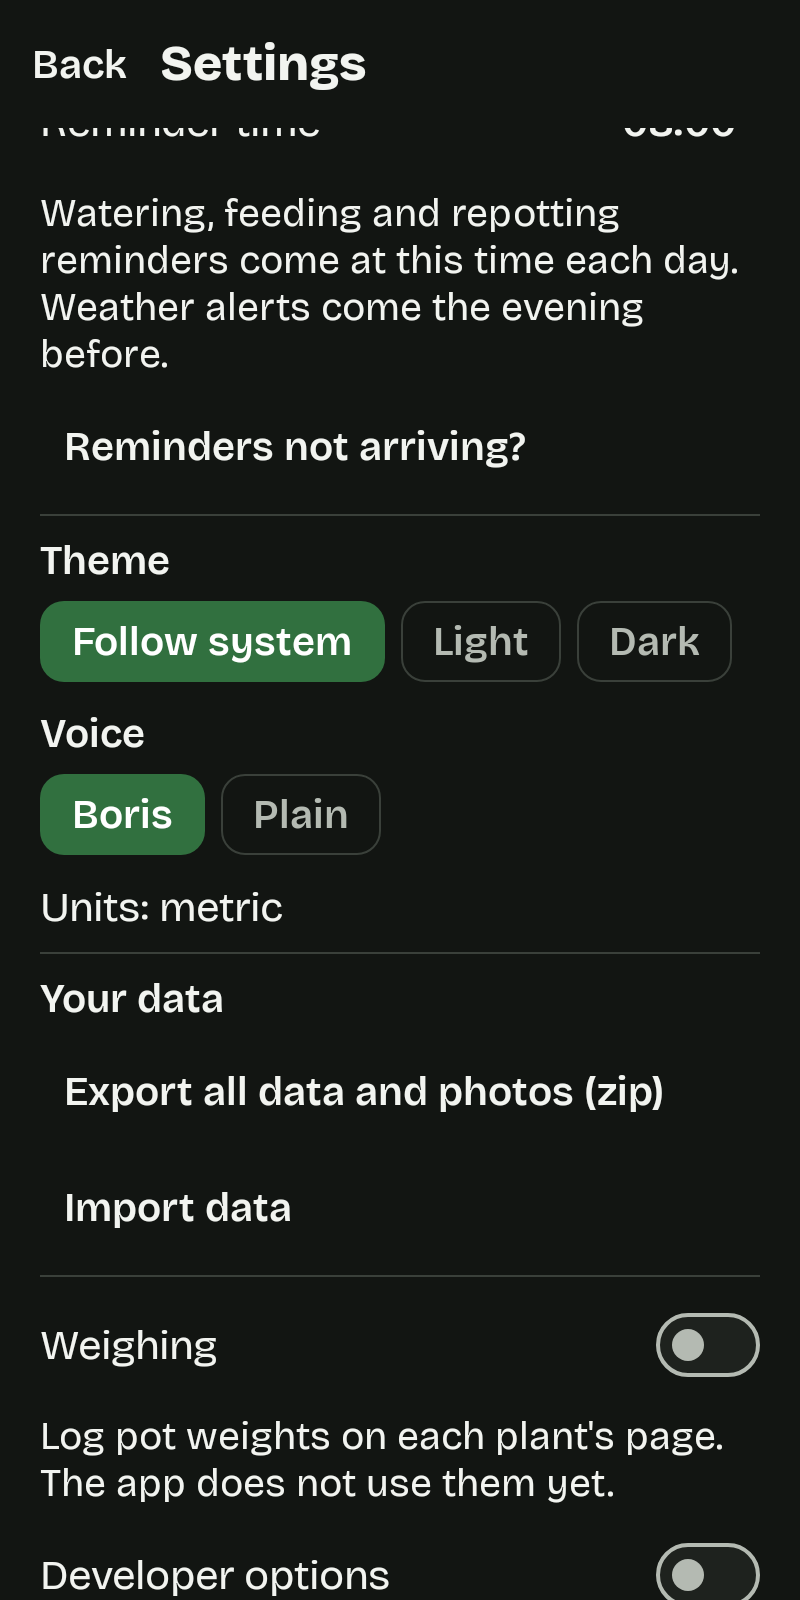 Back Settings
Reminder time
Watering, feeding and repotting
reminders come at this time each day.
Weather alerts come the evening
before.
Reminders not arriving?
Theme
Follow system Light Dark
Voice
Boris Plain
Units: metric
Your data
Export all data and photos (zip)
Import data
Weighing
Log pot weights on each plant's page.
The app does not use them yet.
Developer options